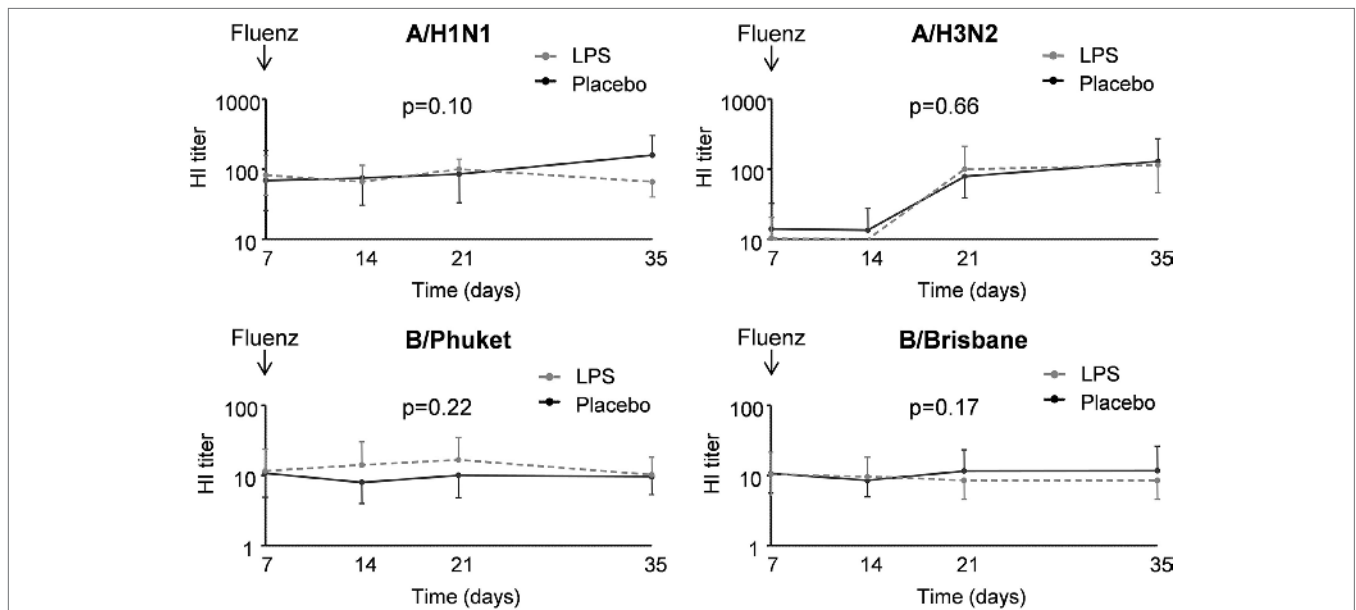 Fluenz
A/H1N1
LPS
Placebo
p=0.10
HI titer
1000
100
10
7 14 21 35
Time (days)
Fluenz
A/H3N2
LPS
Placebo
p=0.66
HI titer
1000
100
10
7 14 21 35
Time (days)
Fluenz
B/Phuket
LPS
Placebo
p=0.22
HI titer
100
10
1
7 14 21 35
Time (days)
Fluenz
B/Brisbane
LPS
Placebo
p=0.17
HI titer
100
10
1
7 14 21 35
Time (days)